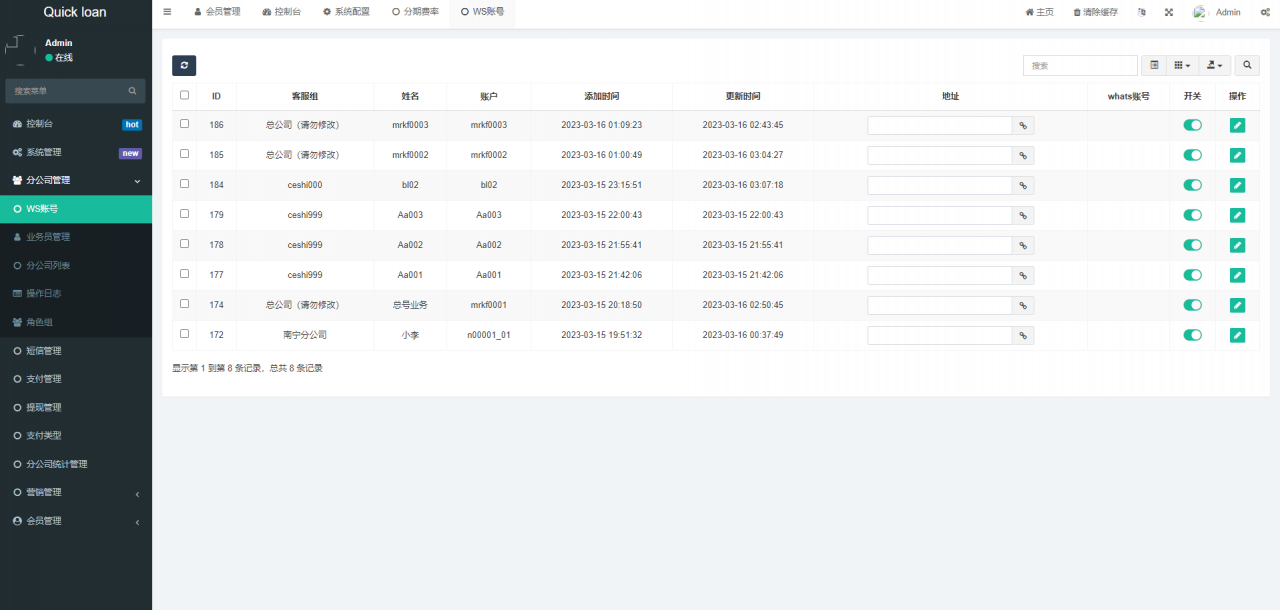 Quick loan
会员管理 控制台 系统配置 分期费率 WS账号 主页 清除缓存 Admin
Admin
在线
搜索菜单
控制台 hot
系统管理 new
分公司管理
WS账号
业务员管理
分公司列表
操作日志
角色组
短信管理
支付管理
提现管理
支付类型
分公司统计管理
营销管理
会员管理
搜索
ID 客服组 姓名 账户 添加时间 更新时间 地址 whats账号 开关 操作
186 总公司（请勿修改） mrkf0003 mrkf0003 2023-03-16 01:09:23 2023-03-16 02:43:45
185 总公司（请勿修改） mrkf0002 mrkf0002 2023-03-16 01:00:49 2023-03-16 03:04:27
184 ceshi000 bl02 bl02 2023-03-15 23:15:51 2023-03-16 03:07:18
179 ceshi999 Aa003 Aa003 2023-03-15 22:00:43 2023-03-15 22:00:43
178 ceshi999 Aa002 Aa002 2023-03-15 21:55:41 2023-03-15 21:55:41
177 ceshi999 Aa001 Aa001 2023-03-15 21:42:06 2023-03-15 21:42:06
174 总公司（请勿修改） 总号业务 mrkf0001 2023-03-15 20:18:50 2023-03-16 02:50:45
172 南宁分公司 小李 n00001_01 2023-03-15 19:51:32 2023-03-16 00:37:49
显示第 1 到第 8 条记录，总共 8 条记录